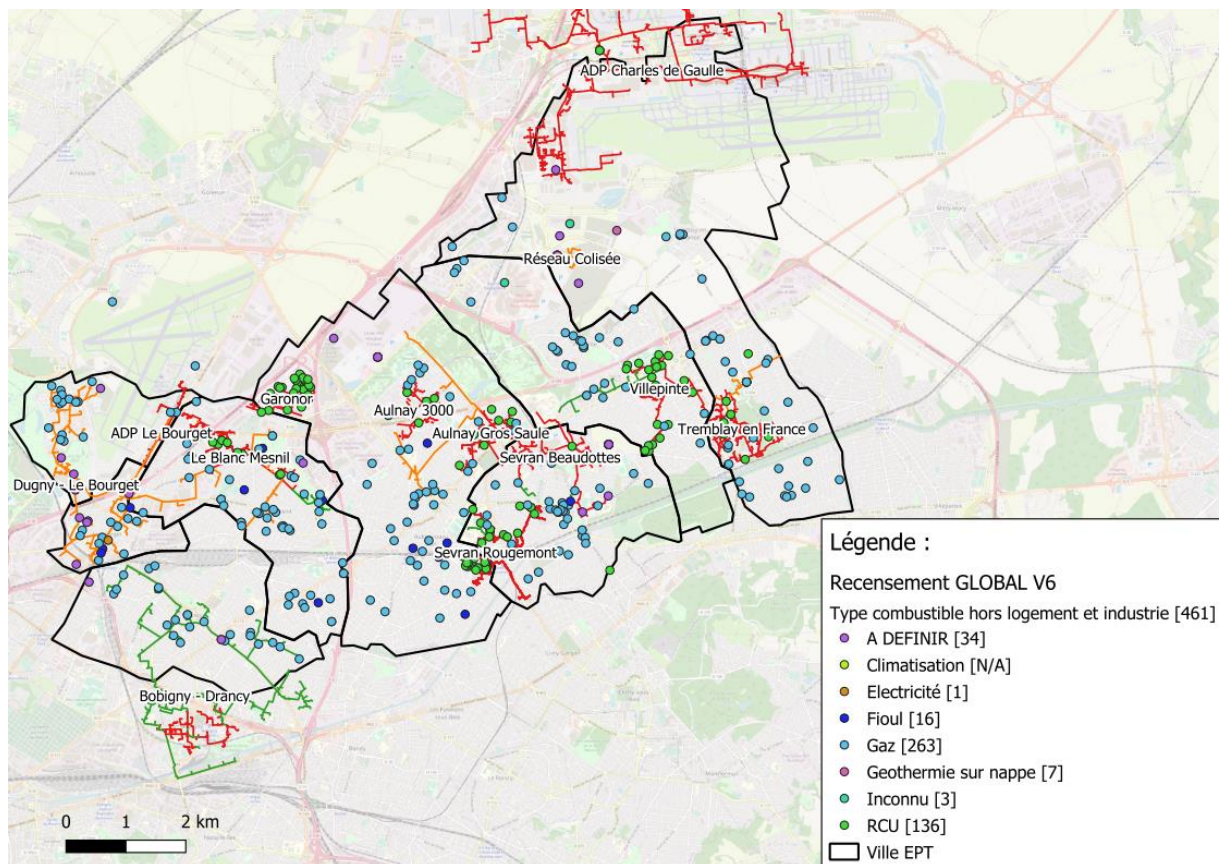 ADP Charles de Gaulle
Réseau Colisée
Garonor
Villepinte
Aulnay 3000
ADP Le Bourget
Aulnay Gros Saule
Tremblay en France
Le Blanc Mesnil
Sevran Beaudottes
Dugny - Le Bourget
Sevran Rougemont
Bobigny - Drancy
0 1 2 km
Légende :
Recensement GLOBAL V6
Type combustible hors logement et industrie [461]
A DEFINIR [34]
Climatisation [N/A]
Electricité [1]
Fioul [16]
Gaz [263]
Geothermie sur nappe [7]
Inconnu [3]
RCU [136]
Ville EPT